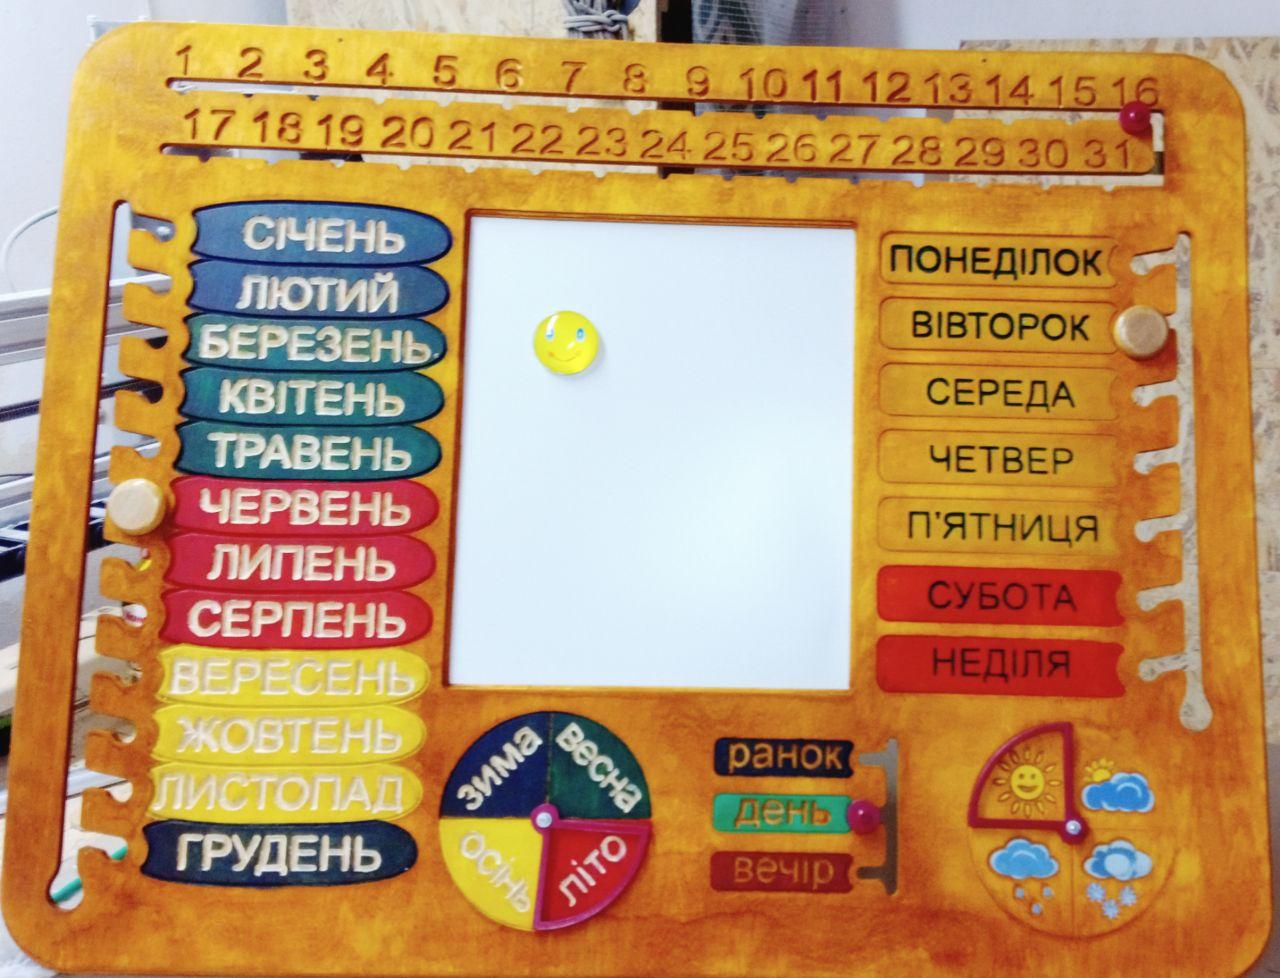 1 2 3 4 5 6 7 8 9 10 11 12 13 14 15 16
17 18 19 20 21 22 23 24 25 26 27 28 29 30 31
СІЧЕНЬ
ЛЮТИЙ
БЕРЕЗЕНЬ
КВІТЕНЬ
ТРАВЕНЬ
ЧЕРВЕНЬ
ЛИПЕНЬ
СЕРПЕНЬ
ВЕРЕСЕНЬ
ЖОВТЕНЬ
ЛИСТОПАД
ГРУДЕНЬ
ПОНЕДІЛОК
ВІВТОРОК
СЕРЕДА
ЧЕТВЕР
П'ЯТНИЦЯ
СУБОТА
НЕДІЛЯ
зима
весна
осінь
літо
ранок
день
вечір